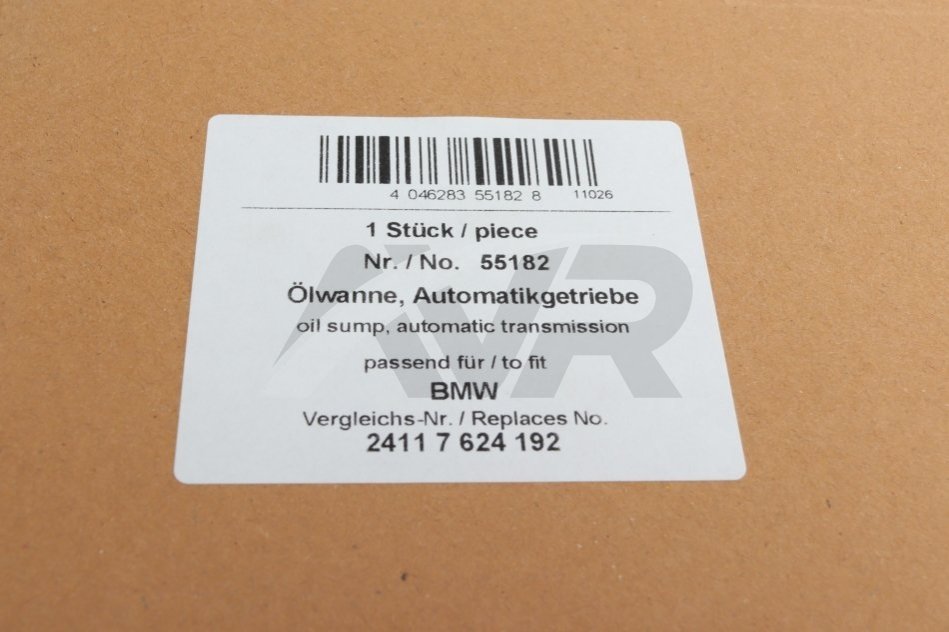 4 046283 55182 8 11026
1 Stück / piece
Nr. / No. 55182
Ölwanne, Automatikgetriebe
oil sump, automatic transmission
passend für / to fit
BMW
Vergleichs-Nr. / Replaces No.
2411 7 624 192
AVR